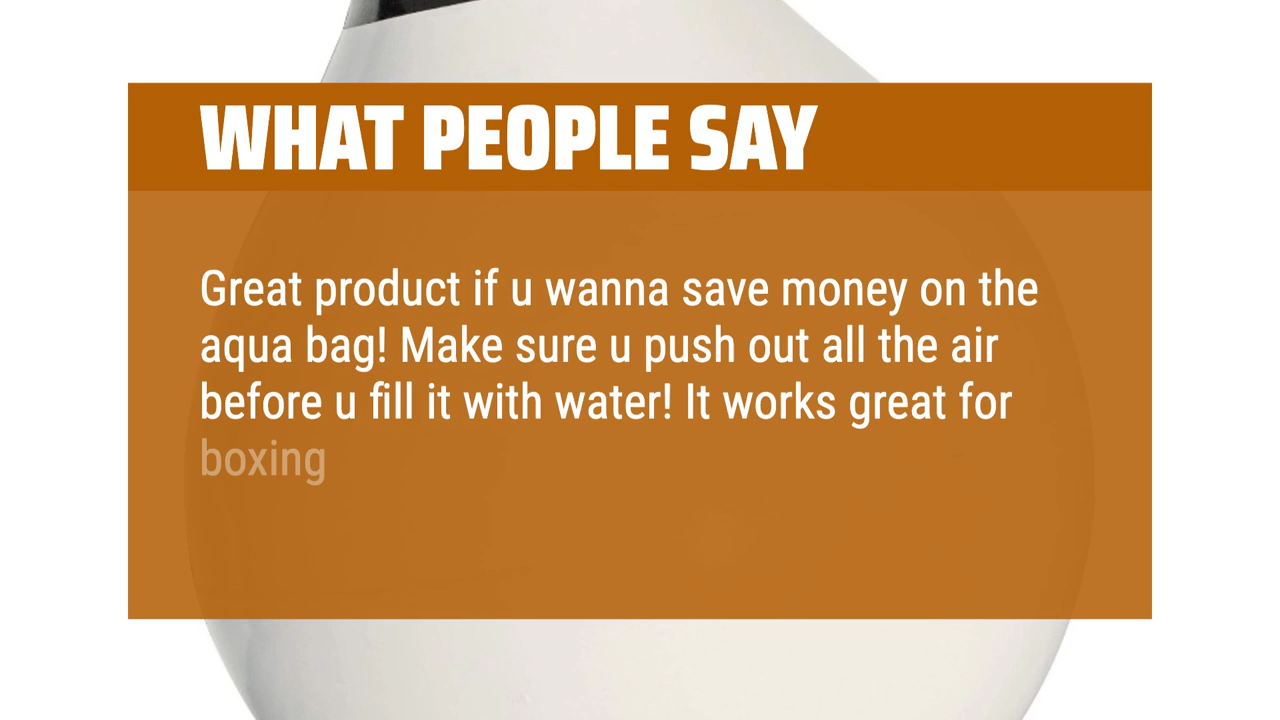 WHAT PEOPLE SAY
Great product if u wanna save money on the
aqua bag! Make sure u push out all the air
before u fill it with water! It works great for
boxing